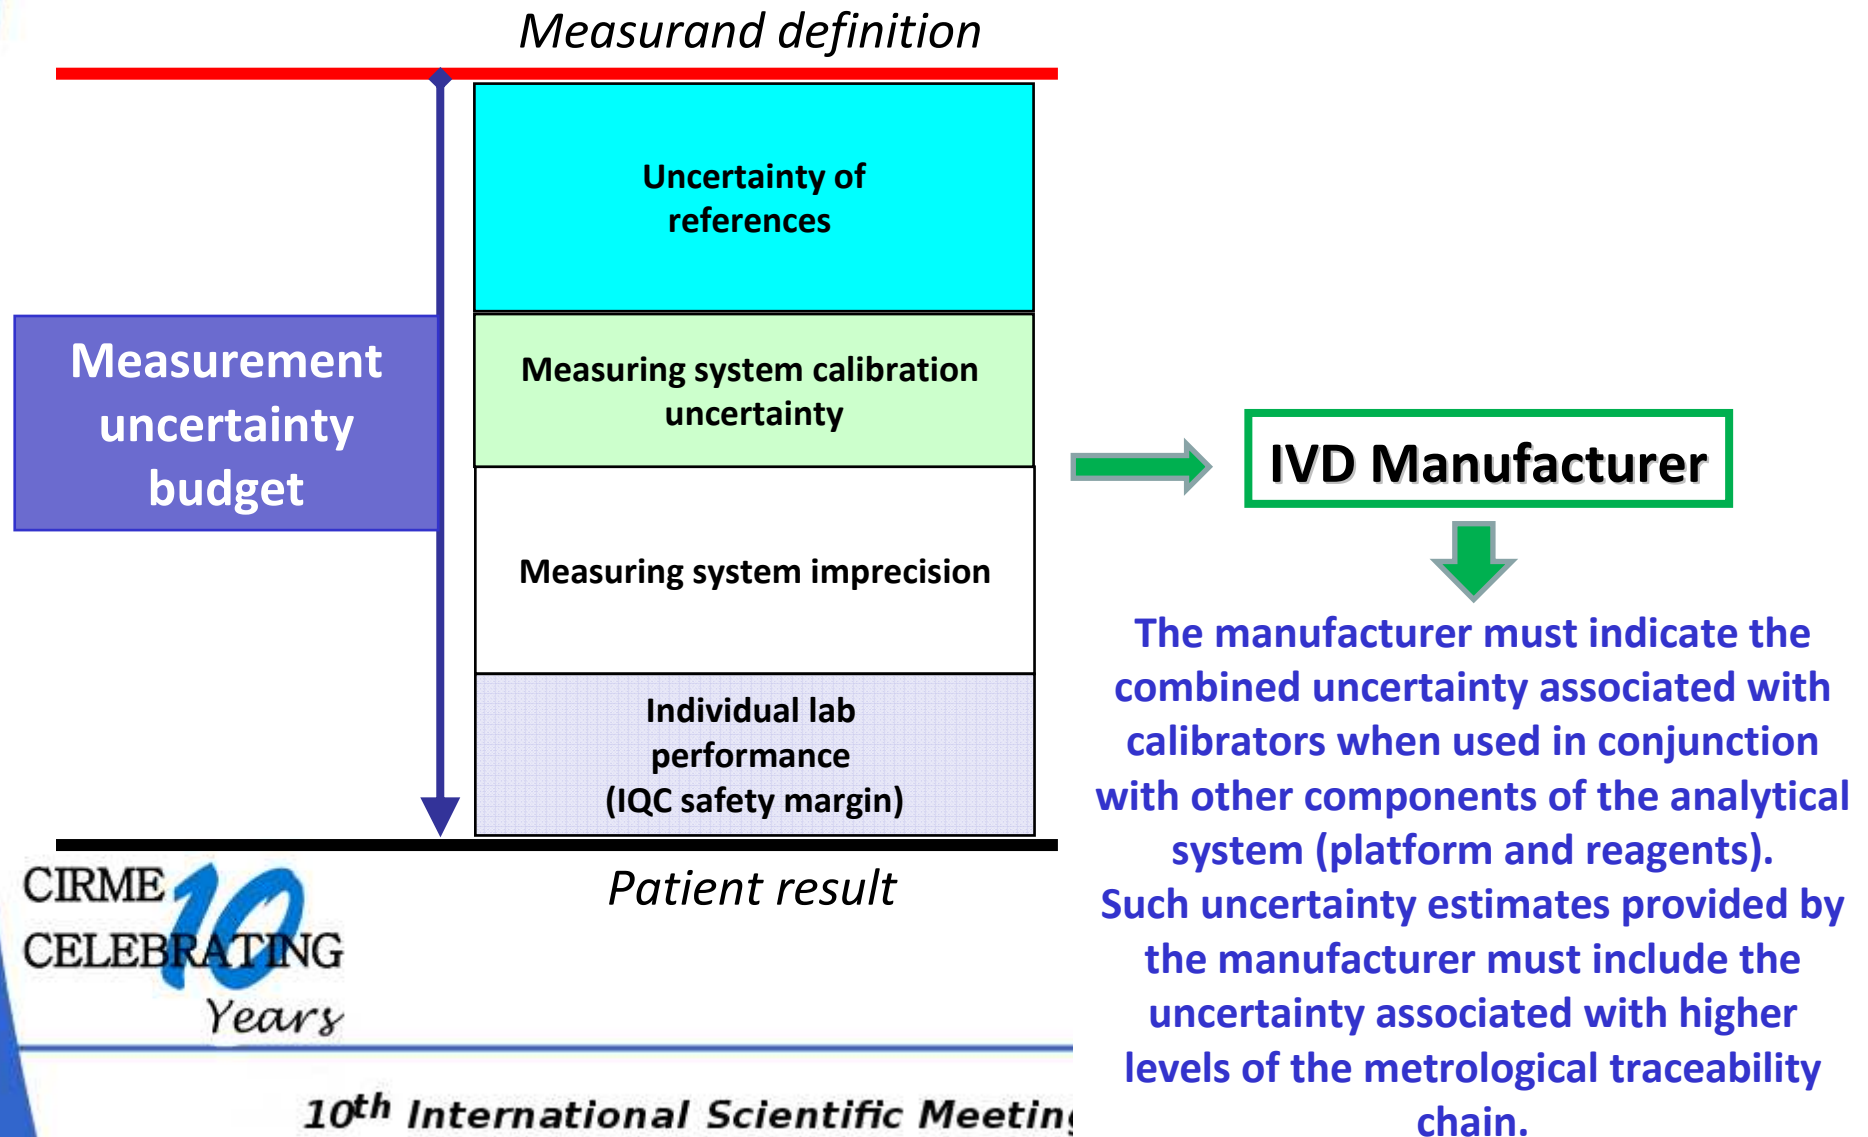 Measurand definition
Uncertainty of
references
Measurement
uncertainty
budget
Measuring system calibration
uncertainty
Measuring system imprecision
Individual lab
performance
(IQC safety margin)
Patient result
IVD Manufacturer
The manufacturer must indicate the
combined uncertainty associated with
calibrators when used in conjunction
with other components of the analytical
system (platform and reagents).
Such uncertainty estimates provided by
the manufacturer must include the
uncertainty associated with higher
levels of the metrological traceability
chain.
CIRME 10
CELEBRATING
Years
10th International Scientific Meetin